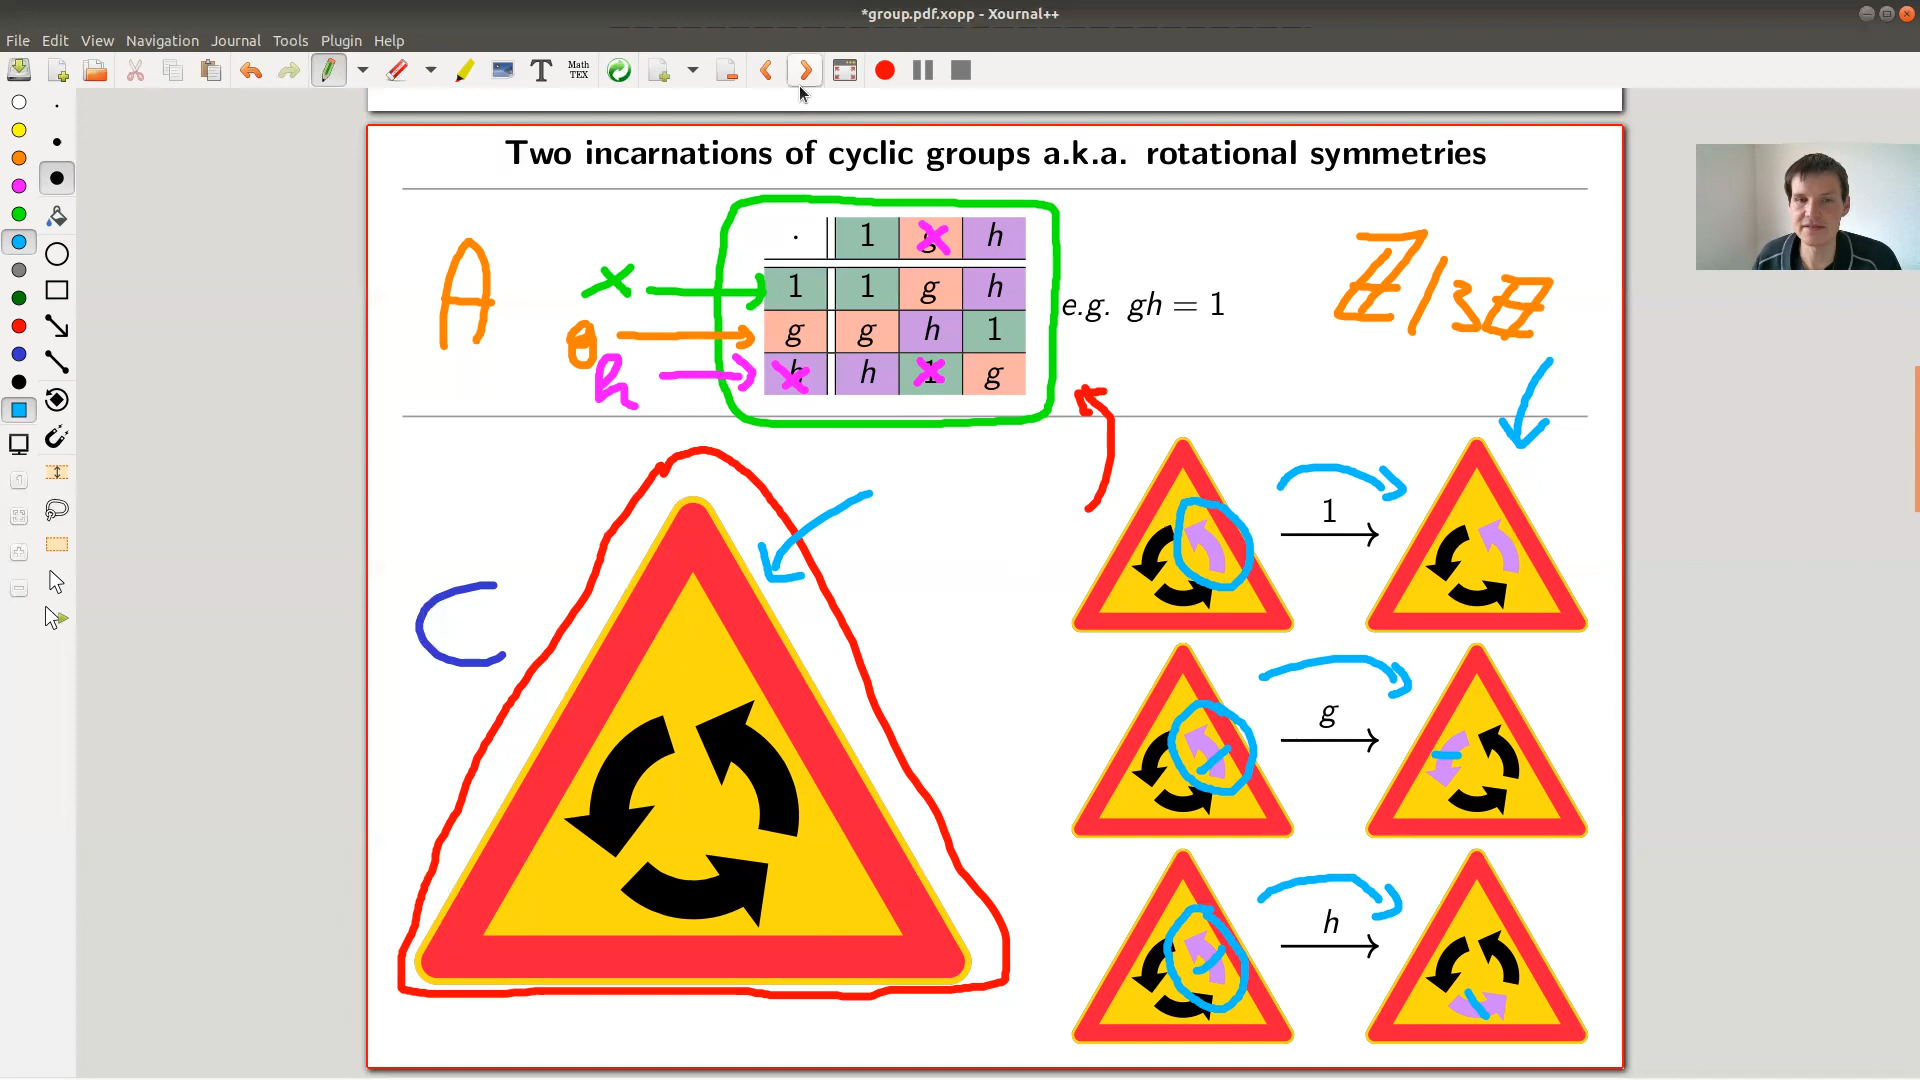 *group.pdf.xopp - Xournal++
File Edit View Navigation Journal Tools Plugin Help
Math
TEX
Two incarnations of cyclic groups a.k.a. rotational symmetries
· 1 g h
1 1 g h
g g h 1
h h 1 g
A
x
g
h
e.g. gh = 1
ℤ/3ℤ
C
1
g
h